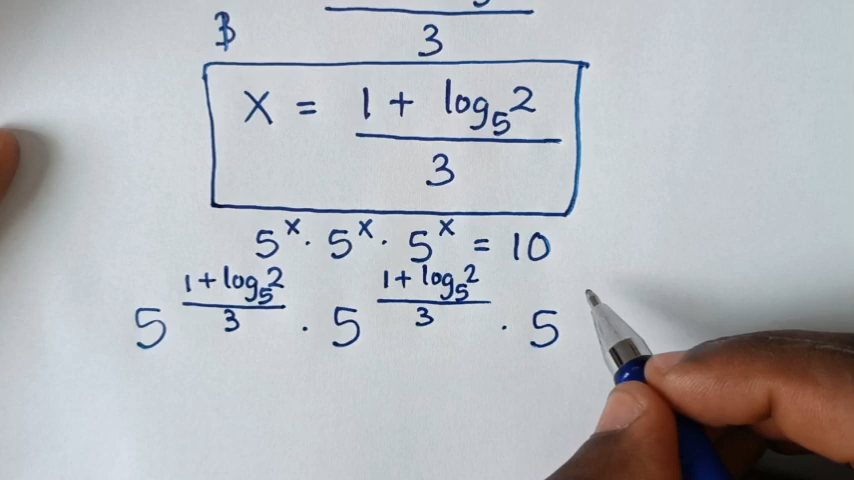 3
x = (1 + log₅2)/3
5ˣ · 5ˣ · 5ˣ = 10
5^((1 + log₅2)/3) · 5^((1 + log₅2)/3) · 5